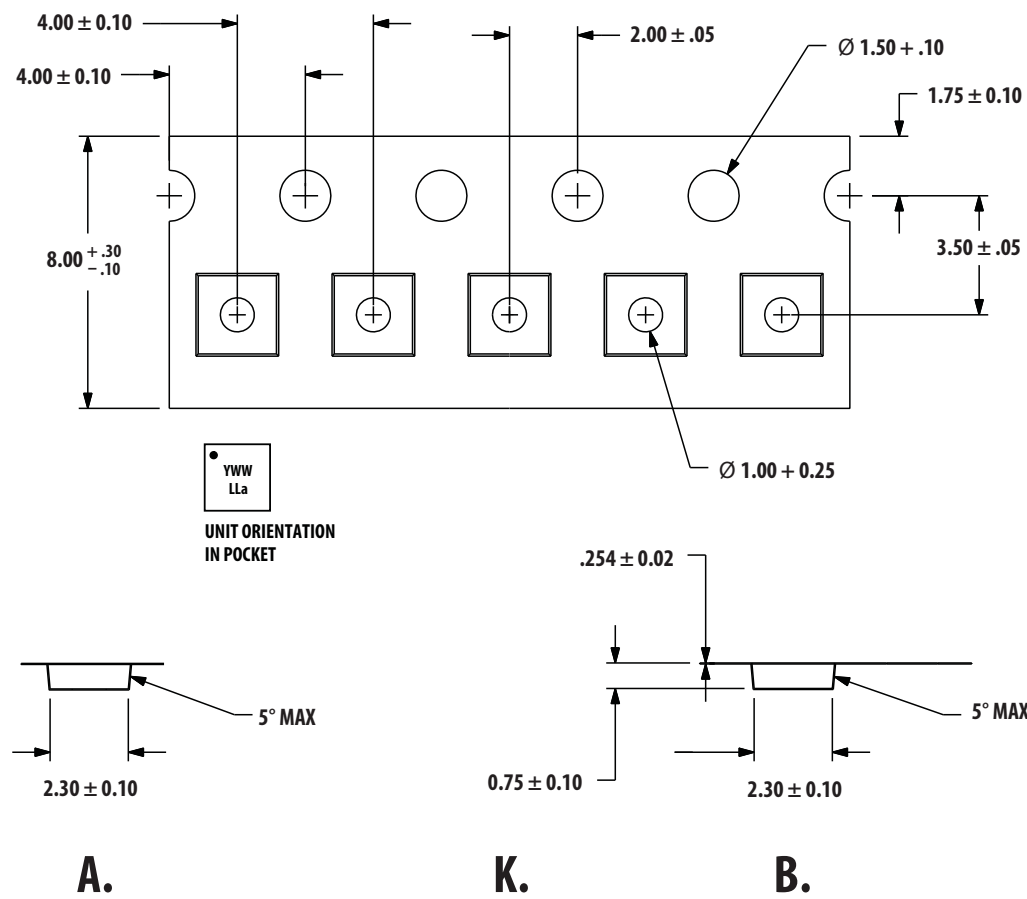 4.00 ± 0.10
2.00 ± .05
Ø 1.50 + .10
4.00 ± 0.10
1.75 ± 0.10
8.00 + .30 − .10
3.50 ± .05
Ø 1.00 + 0.25
YWW
LLa
UNIT ORIENTATION
IN POCKET
.254 ± 0.02
5° MAX
5° MAX
2.30 ± 0.10
0.75 ± 0.10
2.30 ± 0.10
A.
K.
B.